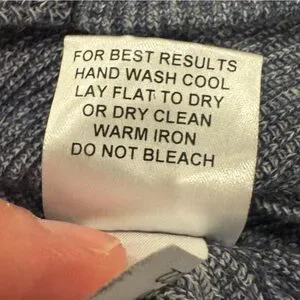 FOR BEST RESULTS
HAND WASH COOL
LAY FLAT TO DRY
OR DRY CLEAN
WARM IRON
DO NOT BLEACH